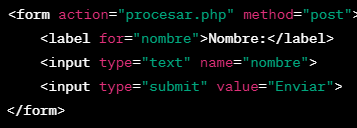 <form action="procesar.php" method="post">
    <label for="nombre">Nombre:</label>
    <input type="text" name="nombre">
    <input type="submit" value="Enviar">
</form>